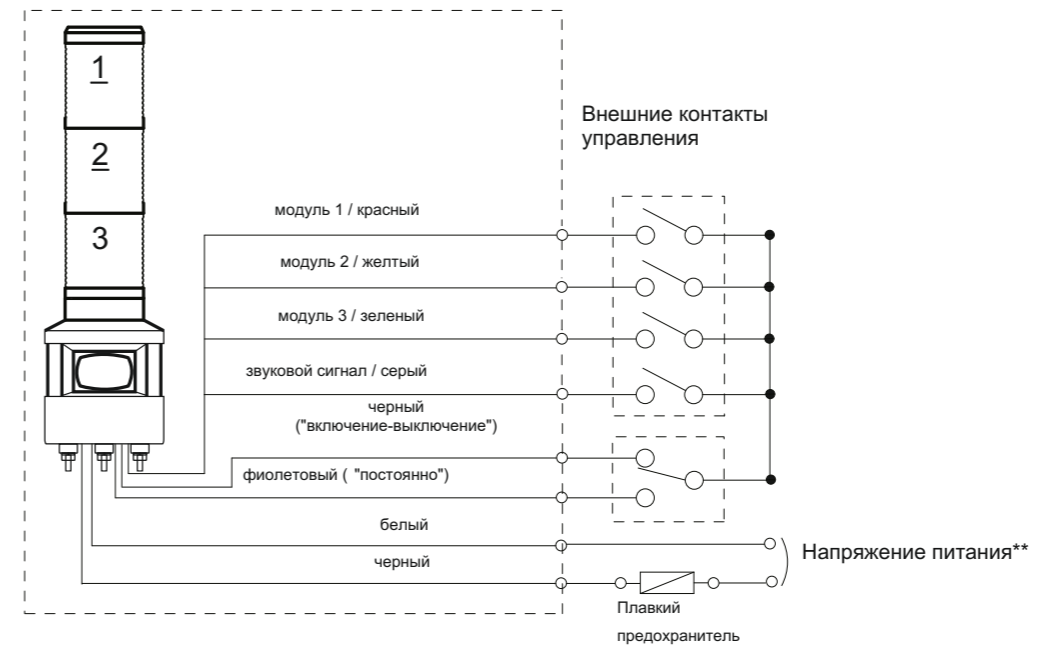 1
2
3
Внешние контакты
управления
модуль 1 / красный
модуль 2 / желтый
модуль 3 / зеленый
звуковой сигнал / серый
черный
("включение-выключение")
фиолетовый ( "постоянно")
белый
черный
Напряжение питания**
Плавкий
предохранитель